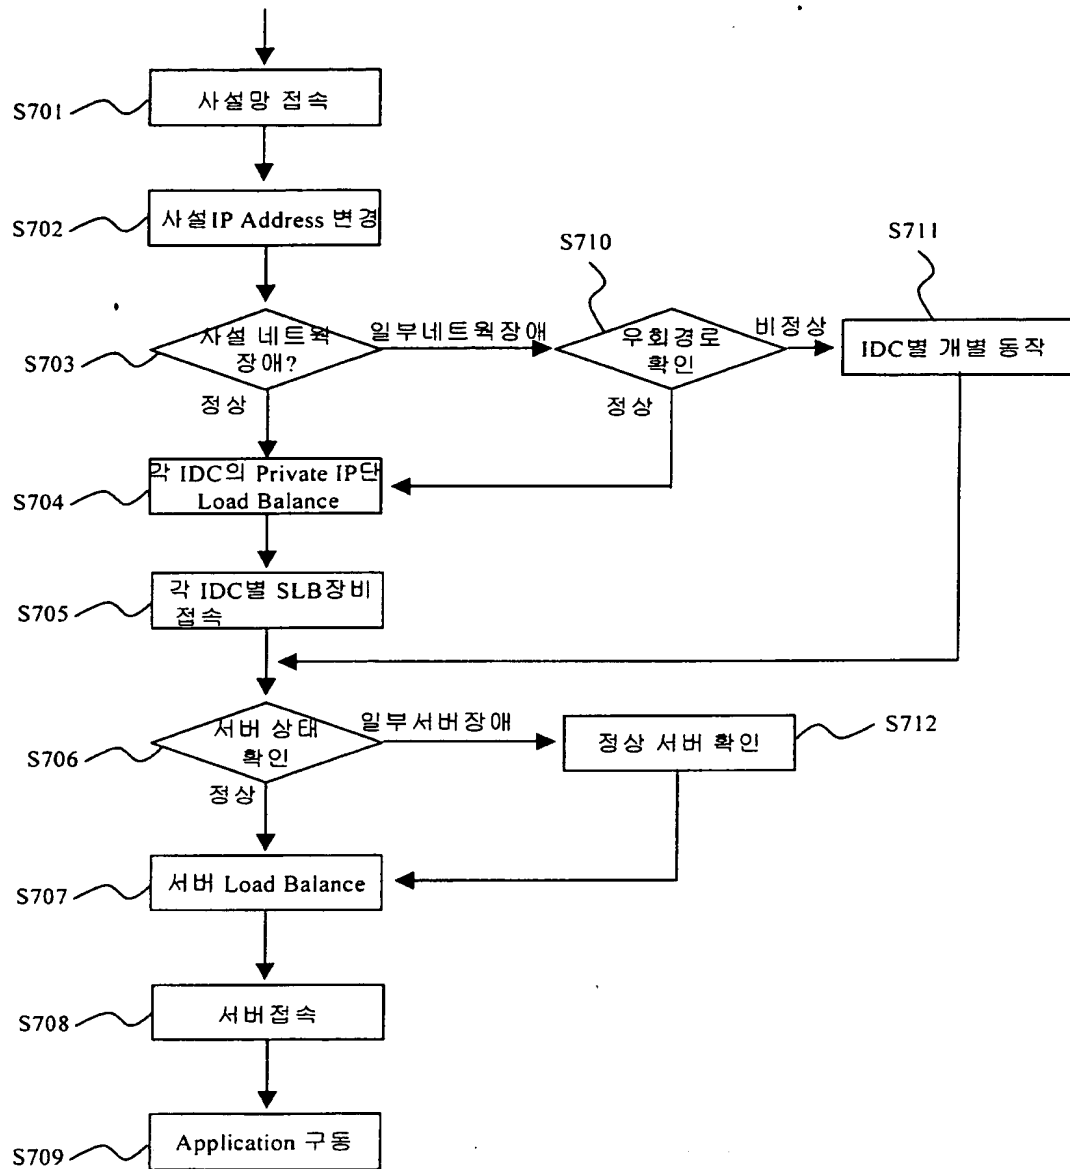 사설망 접속
S701
사설IP Address 변경
S702
S710
S711
사설 네트웍
장애?
일부네트웍장애
우회경로
확인
비정상
IDC별 개별 동작
S703
정상
정상
각 IDC의 Private IP단
Load Balance
S704
각 IDC별 SLB장비
접속
S705
서버 상태
확인
일부서버장애
정상 서버 확인
S712
S706
정상
서버 Load Balance
S707
서버접속
S708
Application 구동
S709